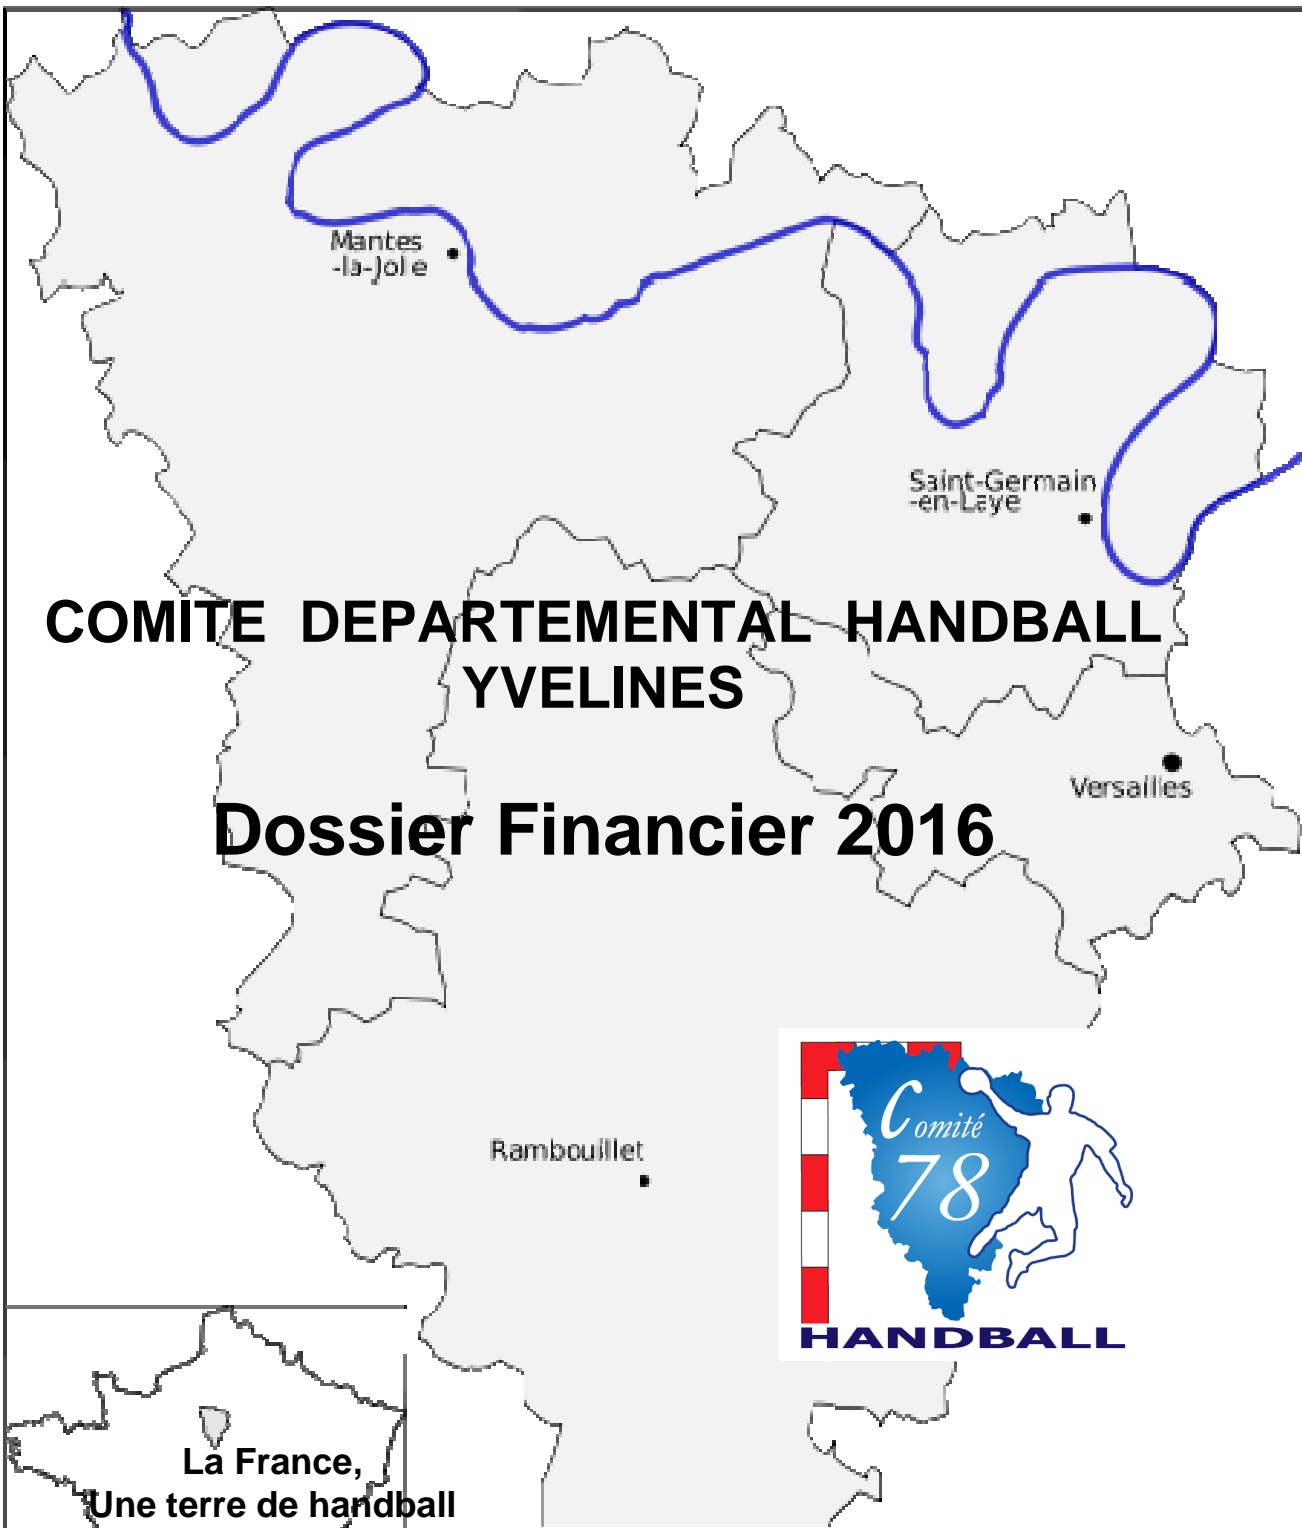 Mantes
-la-Jolie
Saint-Germain
-en-Laye
COMITE DEPARTEMENTAL HANDBALL
YVELINES
Versailles
Dossier Financier 2016
Comité
78
HANDBALL
Rambouillet
La France,
Une terre de handball